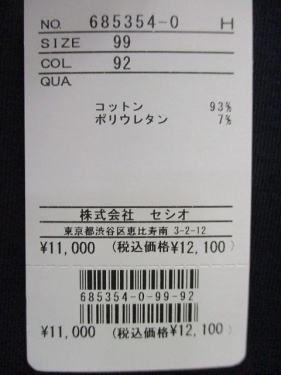 NO. 685354-0 H
SIZE 99
COL. 92
QUA.
コットン 93%
ポリウレタン 7%
株式会社 セシオ
東京都渋谷区恵比寿南 3-2-12
¥11,000 (税込価格¥12,100)
685354-0-99-92
¥11,000 (税込価格¥12,100)